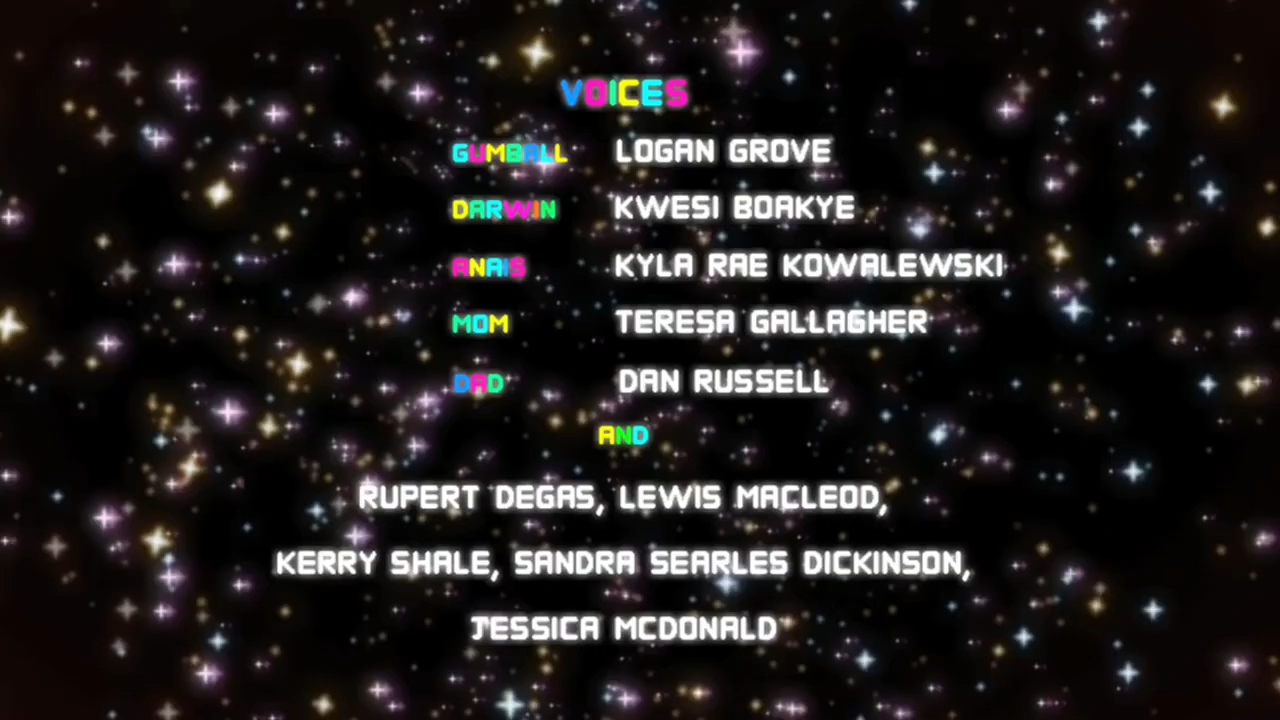 VOICES
GUMBALL LOGAN GROVE
DARWIN KWESI BOAKYE
ANAIS KYLA RAE KOWALEWSKI
MOM TERESA GALLAGHER
DAD DAN RUSSELL
AND
RUPERT DEGAS, LEWIS MACLEOD,
KERRY SHALE, SANDRA SEARLES DICKINSON,
JESSICA MCDONALD